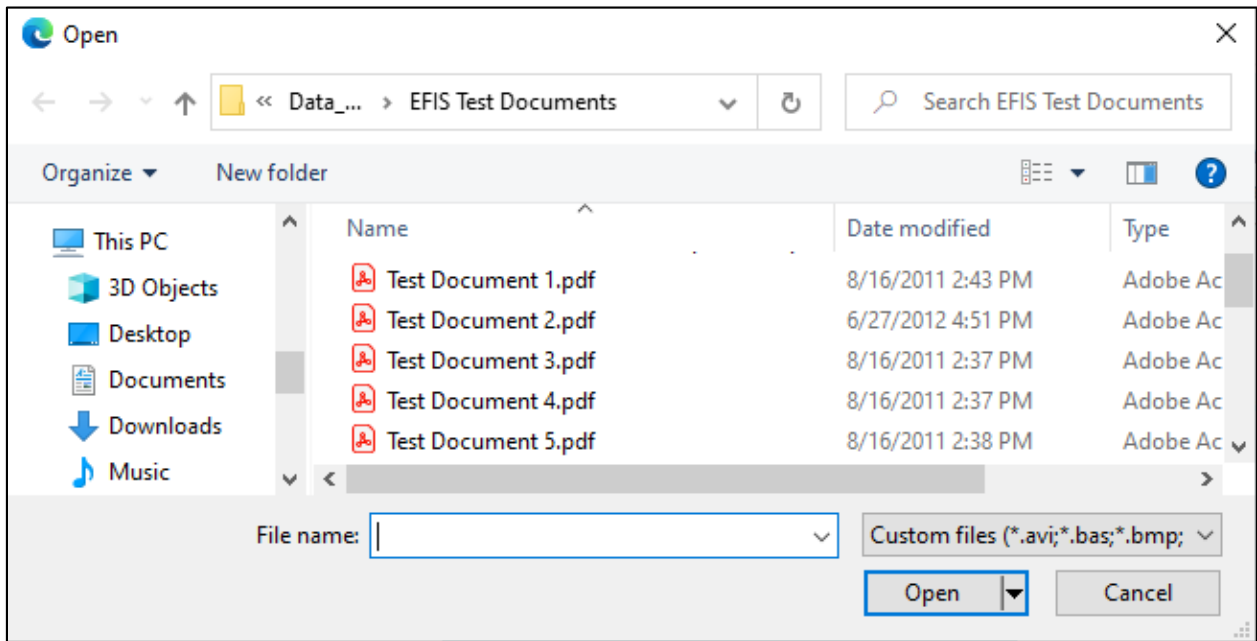 Open
« Data_... > EFIS Test Documents
Search EFIS Test Documents
Organize
New folder
?
This PC
3D Objects
Desktop
Documents
Downloads
Music
Name Date modified Type
Test Document 1.pdf 8/16/2011 2:43 PM Adobe Ac
Test Document 2.pdf 6/27/2012 4:51 PM Adobe Ac
Test Document 3.pdf 8/16/2011 2:37 PM Adobe Ac
Test Document 4.pdf 8/16/2011 2:37 PM Adobe Ac
Test Document 5.pdf 8/16/2011 2:38 PM Adobe Ac
File name:
Custom files (*.avi;*.bas;*.bmp;
Open
Cancel